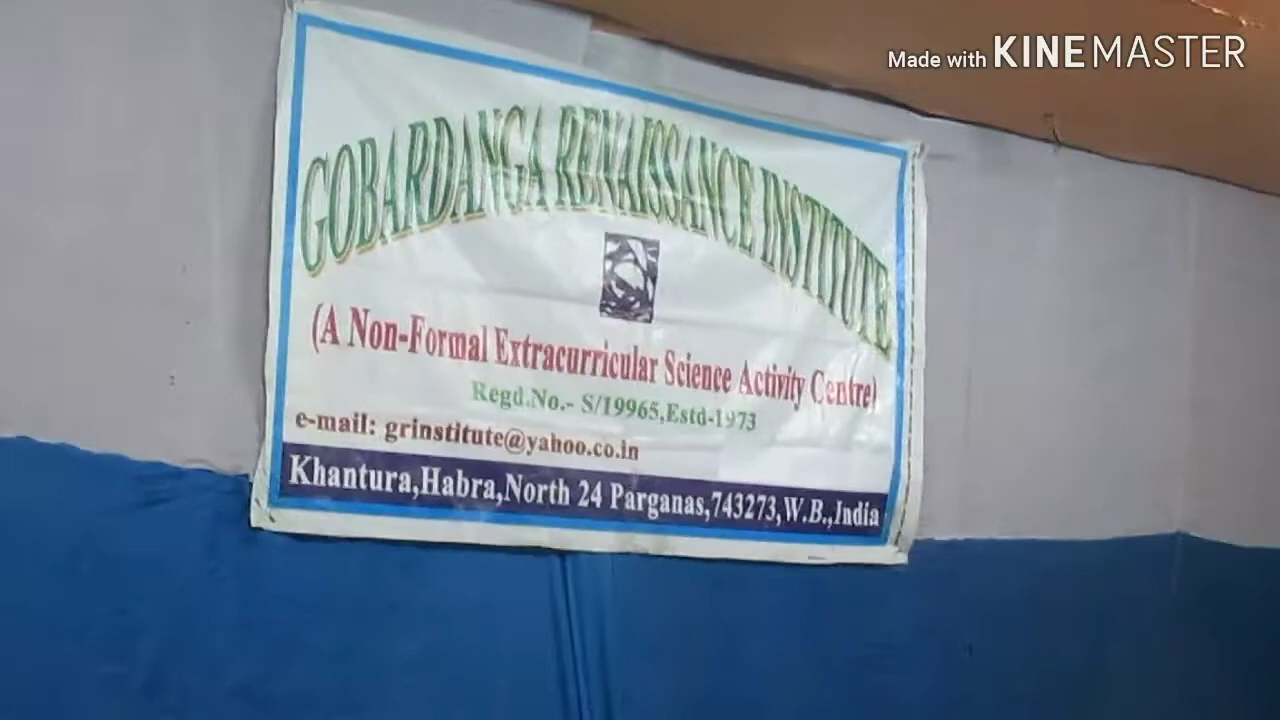 Made with KINEMASTER
GOBARDANGA RENAISSANCE INSTITUTE
(A Non-Formal Extracurricular Science Activity Centre)
Regd.No.- S/19965,Estd-1973
e-mail: grinstitute@yahoo.co.in
Khantura,Habra,North 24 Parganas,743273,W.B.,India